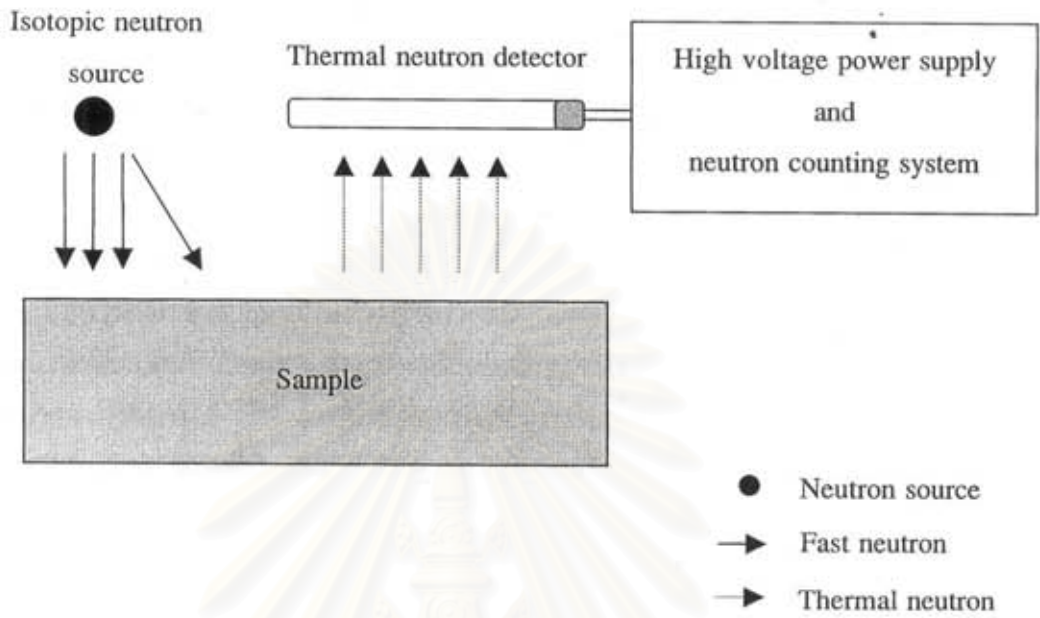 Isotopic neutron
source
Thermal neutron detector
High voltage power supply
and
neutron counting system
Sample
Neutron source
Fast neutron
Thermal neutron